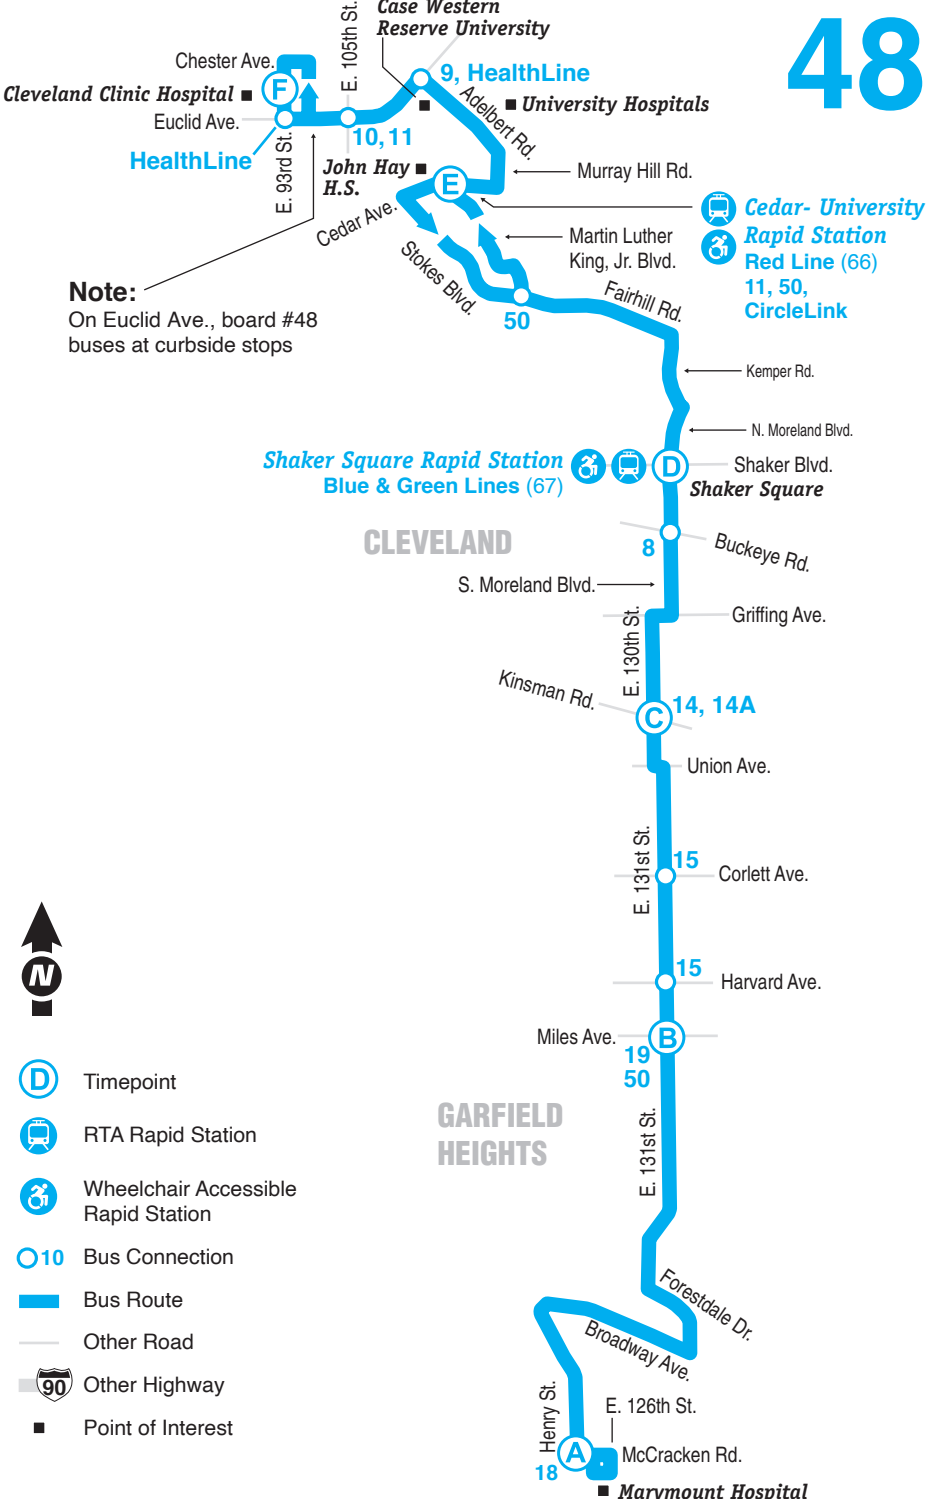 48
Case Western
Reserve University
E. 105th St.
Chester Ave.
F
Cleveland Clinic Hospital
Euclid Ave.
HealthLine
E. 93rd St.
9, HealthLine
Adelbert Rd.
University Hospitals
10, 11
John Hay
H.S.
E
Murray Hill Rd.
Cedar Ave.
Cedar- University
Rapid Station
Red Line (66)
11, 50,
CircleLink
Martin Luther
King, Jr. Blvd.
Stokes Blvd.
Note:
On Euclid Ave., board #48
buses at curbside stops
50
Fairhill Rd.
Kemper Rd.
N. Moreland Blvd.
Shaker Square Rapid Station
Blue & Green Lines (67)
D
Shaker Blvd.
Shaker Square
CLEVELAND
8
Buckeye Rd.
S. Moreland Blvd.
Griffing Ave.
E. 130th St.
Kinsman Rd.
14, 14A
C
Union Ave.
E. 131st St.
15
Corlett Ave.
15
Harvard Ave.
Miles Ave.
B
19
50
GARFIELD
HEIGHTS
E. 131st St.
Forestdale Dr.
Broadway Ave.
Henry St.
E. 126th St.
A
18
McCracken Rd.
Marymount Hospital
N
D
Timepoint
RTA Rapid Station
Wheelchair Accessible
Rapid Station
10 Bus Connection
Bus Route
Other Road
90 Other Highway
Point of Interest